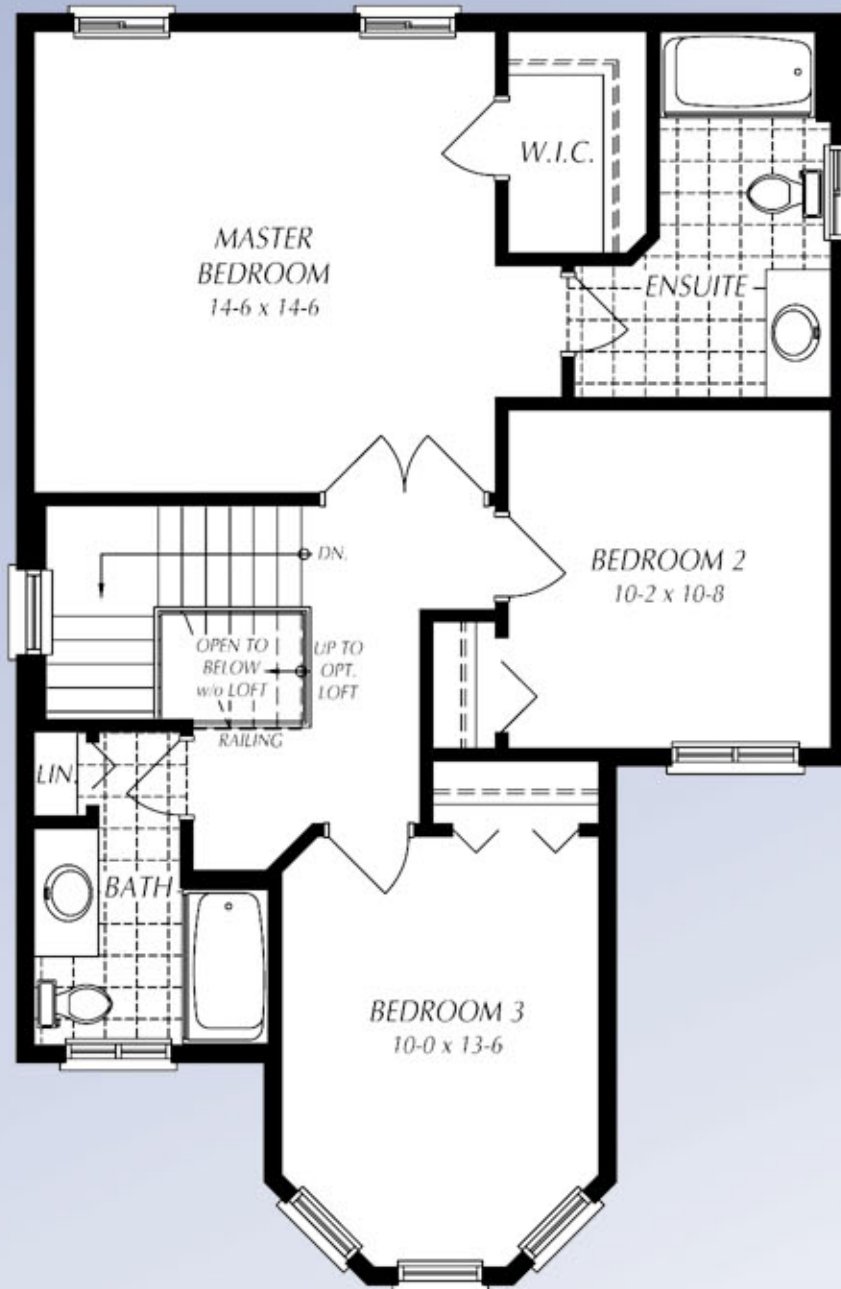 W.I.C.
MASTER
BEDROOM
14-6 x 14-6
ENSUITE
DN.
BEDROOM 2
10-2 x 10-8
OPEN TO
BELOW
w/o LOFT
UP TO
OPT.
LOFT
RAILING
LIN.
BATH
BEDROOM 3
10-0 x 13-6